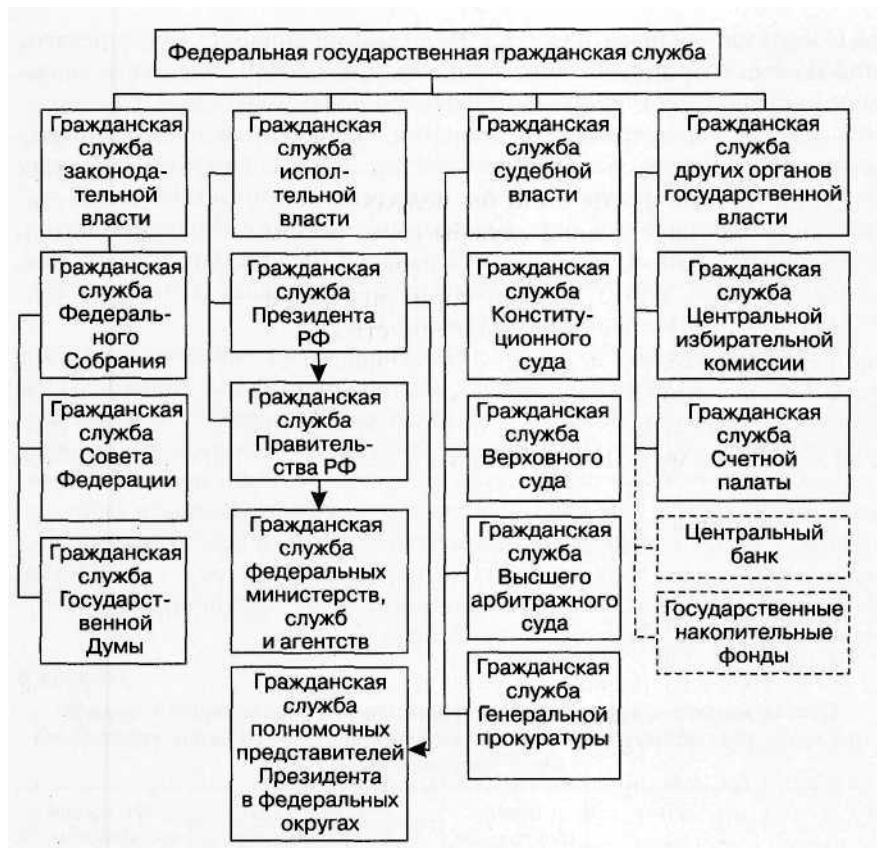 Федеральная государственная гражданская служба
Гражданская
служба
законода-
тельной
власти
Гражданская
служба
Федераль-
ного
Собрания
Гражданская
служба
Совета
Федерации
Гражданская
служба
Государст-
венной
Думы
Гражданская
служба
испол-
тельной
власти
Гражданская
служба
Президента
РФ
Гражданская
служба
Правитель-
ства РФ
Гражданская
служба
федеральных
министерств,
служб
и агентств
Гражданская
служба
полномочных
представителей
Президента
в федеральных
округах
Гражданская
служба
судебной
власти
Гражданская
служба
Конститу-
ционного
суда
Гражданская
служба
Верховного
суда
Гражданская
служба
Высшего
арбитражного
суда
Гражданская
служба
Генеральной
прокуратуры
Гражданская
служба
других органов
государственной
власти
Гражданская
служба
Центральной
избирательной
комиссии
Гражданская
служба
Счетной
палаты
Центральный
банк
Государственные
накопительные
фонды